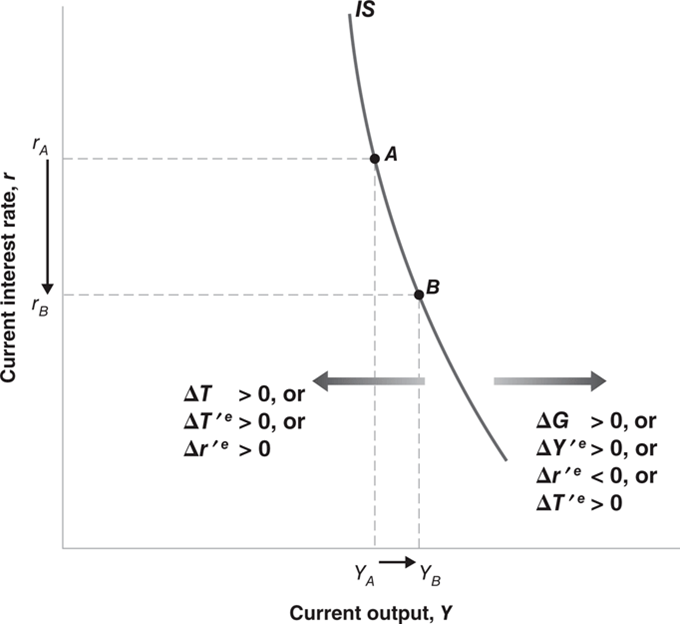 IS
r_A
A
Current interest rate, r
B
r_B
ΔT > 0, or
ΔT′ᵉ > 0, or
Δr′ᵉ > 0
ΔG > 0, or
ΔY′ᵉ > 0, or
Δr′ᵉ < 0, or
ΔT′ᵉ > 0
Y_A Y_B
Current output, Y